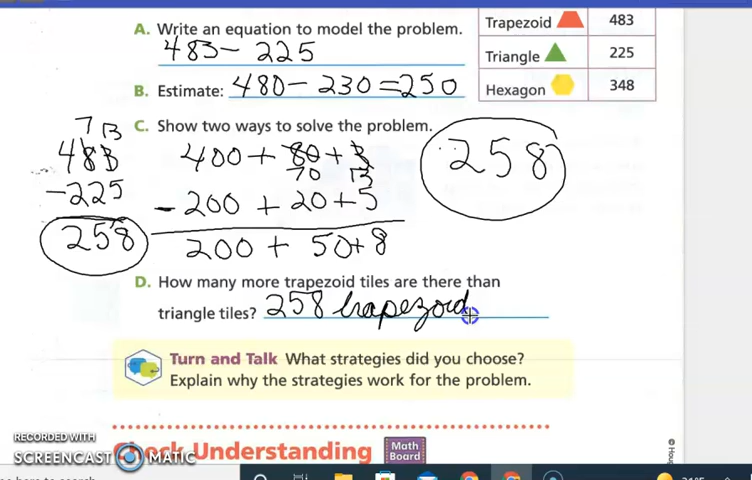 A. Write an equation to model the problem.
483 - 225
B. Estimate: 480 - 230 = 250
Trapezoid 483
Triangle 225
Hexagon 348
C. Show two ways to solve the problem.
7 13
483
-225
258
400 + 80 + 3
70 13
- 200 + 20 + 5
200 + 50 + 8
258
D. How many more trapezoid tiles are there than
triangle tiles? 258 trapezoid
Turn and Talk What strategies did you choose?
Explain why the strategies work for the problem.
RECORDED WITH
SCREENCAST MATIC
Check Understanding
Math
Board